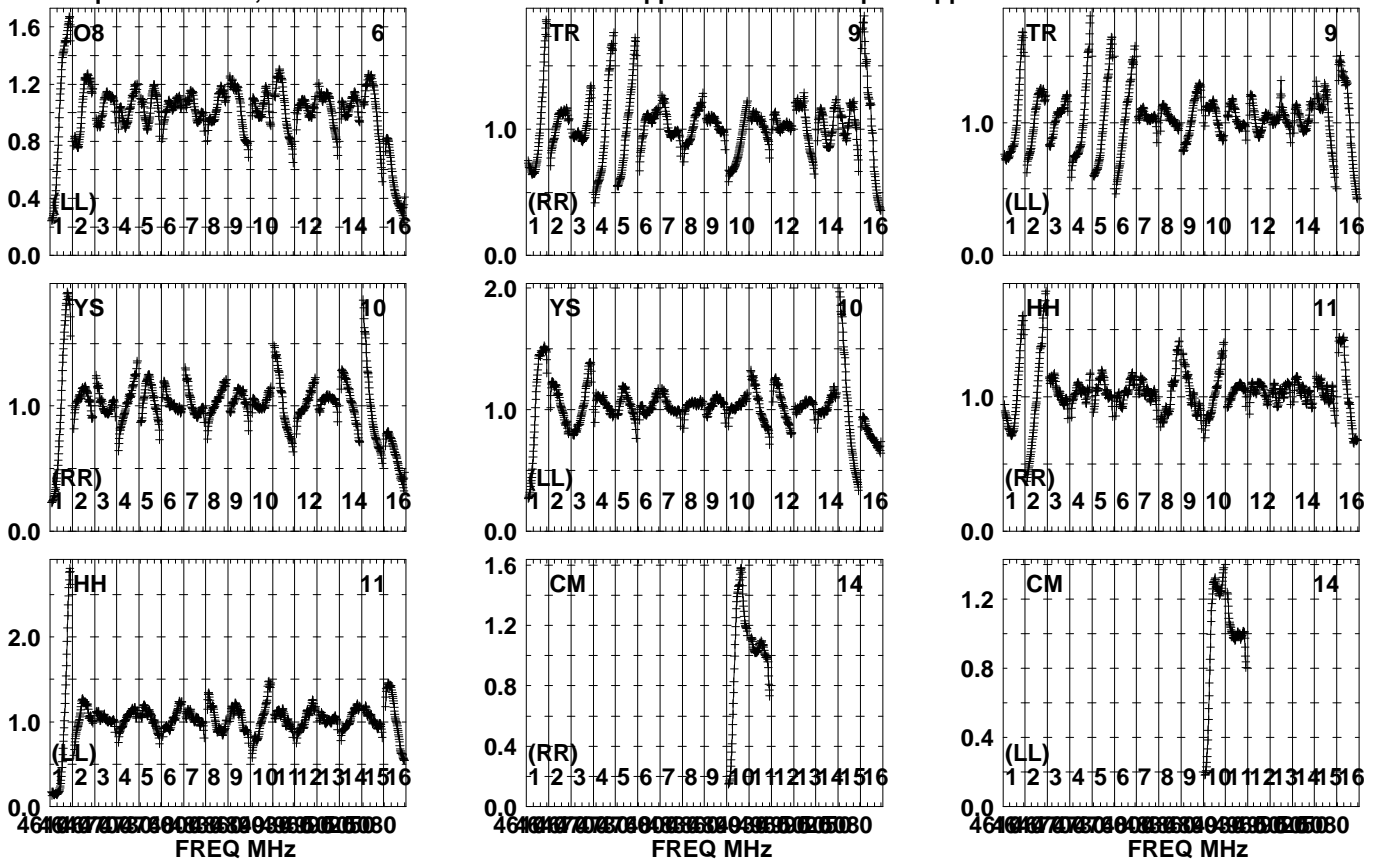 1.6 O8 6
1.2
0.8
0.4 (LL)
1 2 3 4 5 6 7 8 9 10 12 14 16
0.0
TR 9
1.0
(RR)
1 2 3 4 5 6 7 8 9 10 12 14 16
0.0
TR 9
1.0
(LL)
1 2 3 4 5 6 7 8 9 10 12 14 16
0.0
YS 10
1.0
(RR)
1 2 3 4 5 6 7 8 9 10 12 14 16
0.0
2.0 YS 10
1.0
(LL)
1 2 3 4 5 6 7 8 9 10 12 14 16
0.0
HH 11
1.0
(RR)
1 2 3 4 5 6 7 8 9 10 12 14 16
0.0
HH 11
2.0
1.0
(LL)
1 2 4 5 6 7 8 9 10 11 12 13 14 15 16
0.0
FREQ MHz
1.6 CM 14
1.2
0.8
0.4
(RR)
1 2 3 4 5 6 7 8 9 10 11 12 13 14 15 16
0.0
FREQ MHz
CM 14
1.2
0.8
0.4
(LL)
1 2 3 4 5 6 7 8 9 10 11 12 13 14 15 16
0.0
FREQ MHz